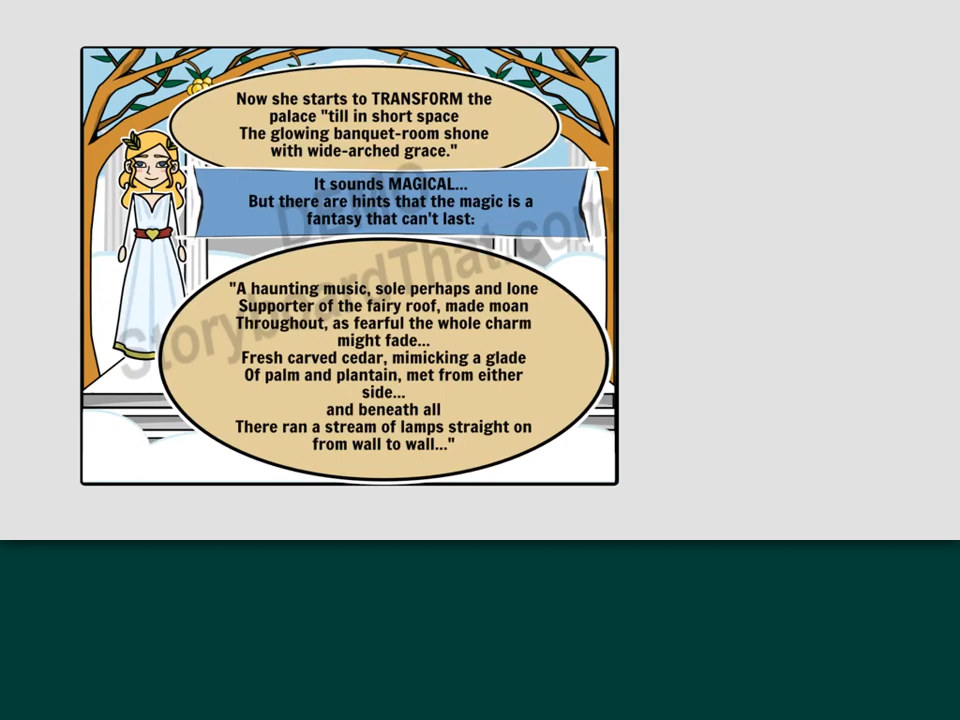 Now she starts to TRANSFORM the
palace "till in short space
The glowing banquet-room shone
with wide-arched grace."
It sounds MAGICAL...
But there are hints that the magic is a
fantasy that can't last:
"A haunting music, sole perhaps and lone
Supporter of the fairy roof, made moan
Throughout, as fearful the whole charm
might fade...
Fresh carved cedar, mimicking a glade
Of palm and plantain, met from either
side...
and beneath all
There ran a stream of lamps straight on
from wall to wall..."
DEMO
StoryboardThat.com